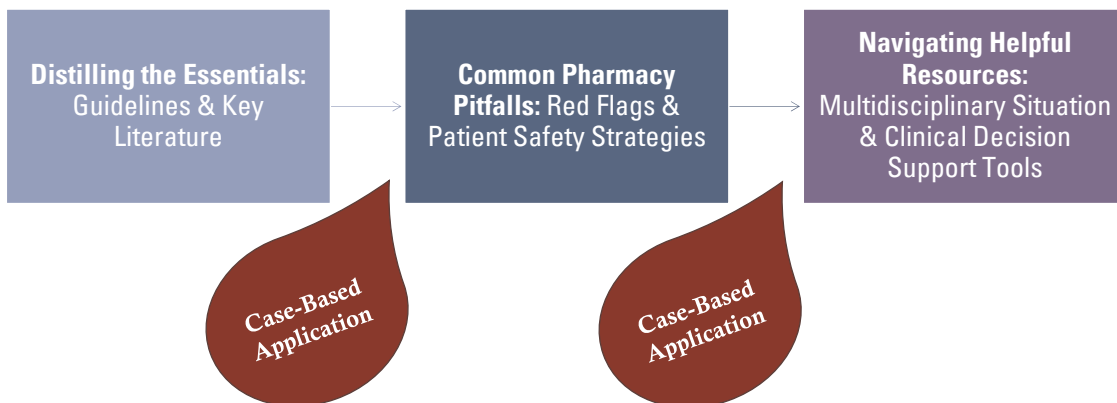 Distilling the Essentials:
Guidelines & Key
Literature
Common Pharmacy
Pitfalls: Red Flags &
Patient Safety Strategies
Navigating Helpful
Resources:
Multidisciplinary Situation
& Clinical Decision
Support Tools
Case-Based
Application
Case-Based
Application